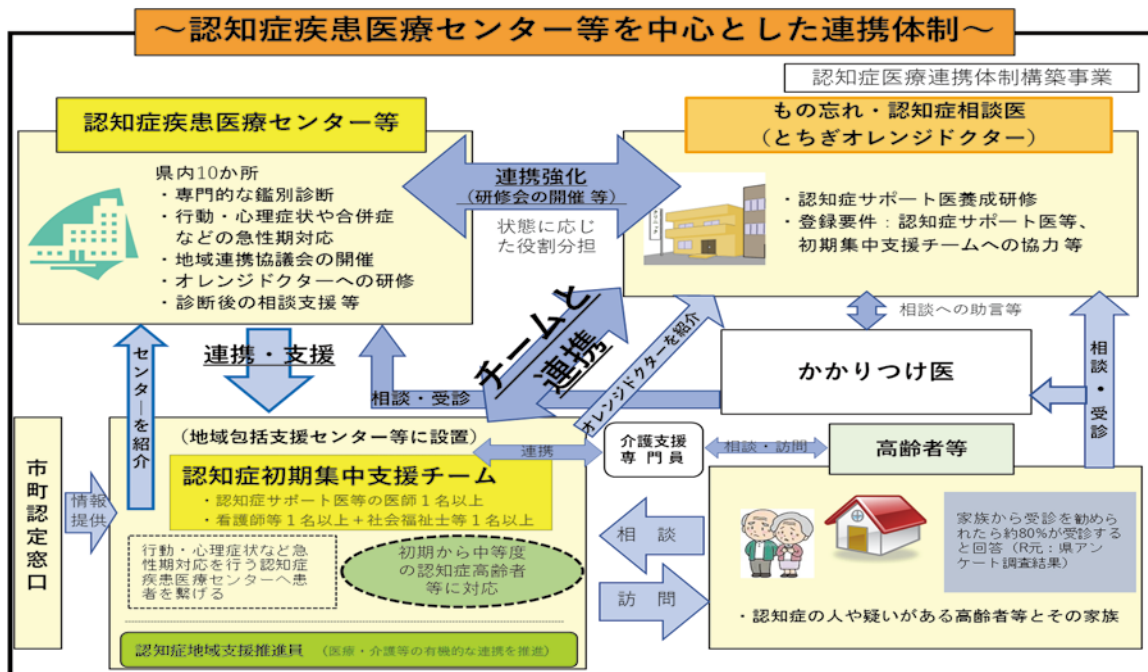 ～認知症疾患医療センター等を中心とした連携体制～
認知症医療連携体制構築事業
認知症疾患医療センター等
県内10か所
・専門的な鑑別診断
・行動・心理症状や合併症
などの急性期対応
・地域連携協議会の開催
・オレンジドクターへの研修
・診断後の相談支援 等
連携強化
(研修会の開催 等)
状態に応じ
た役割分担
もの忘れ・認知症相談医
（とちぎオレンジドクター）
クリニック
・認知症サポート医養成研修
・登録要件：認知症サポート医等、
初期集中支援チームへの協力 等
相談への助言等
かかりつけ医
相談・受診
センターを紹介
連携・支援
相談・受診
チームと
連携
オレンジドクターを紹介
市町認定窓口
情報
提供
（地域包括支援センター等に設置）
認知症初期集中支援チーム
・認知症サポート医等の医師１名以上
・看護師等１名以上＋社会福祉士等１名以上
行動・心理症状など急
性期対応を行う認知症
疾患医療センターへ患
者を繋げる
初期から中等度
の認知症高齢者
等に対応
認知症地域支援推進員 （医療・介護等の有機的な連携を推進）
連携
介護支援
専門員
相談・訪問
高齢者等
相 談
訪 問
家族から受診を勧めら
れたら約80％が受診する
と回答（R元：県アン
ケート調査結果）
・認知症の人や疑いがある高齢者等とその家族